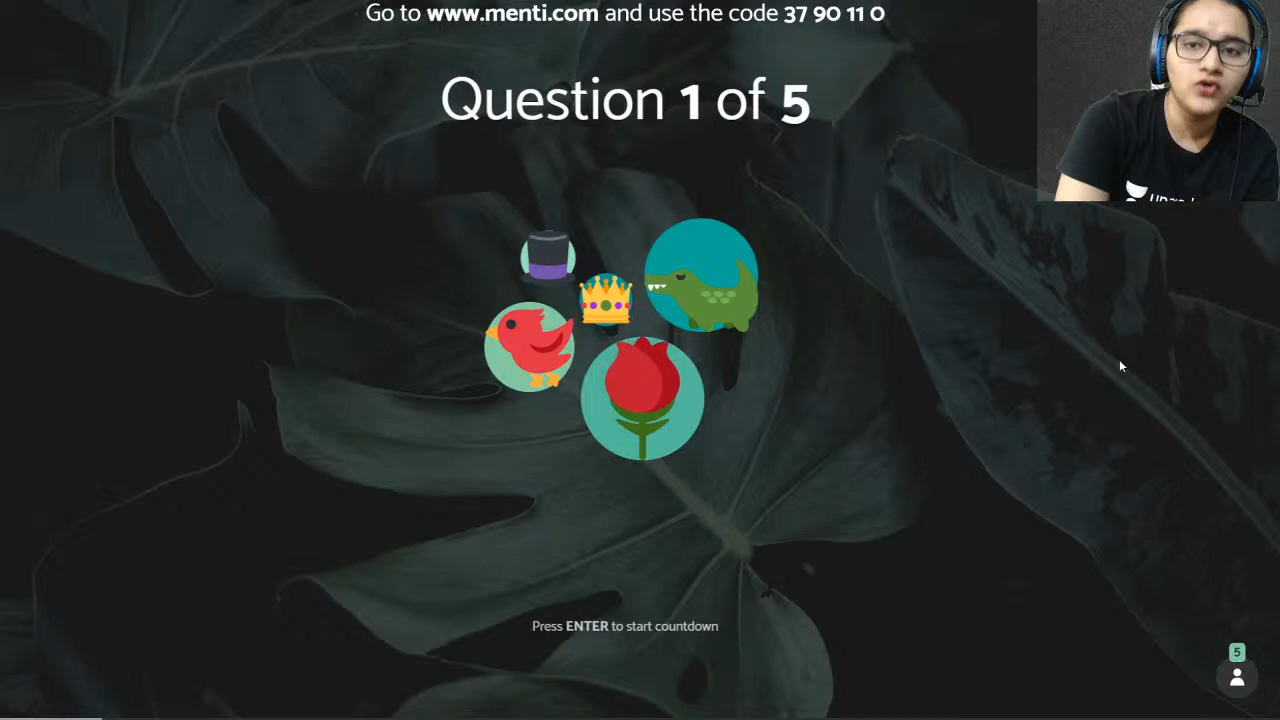 Go to www.menti.com and use the code 37 90 11 0
Question 1 of 5
Press ENTER to start countdown
5